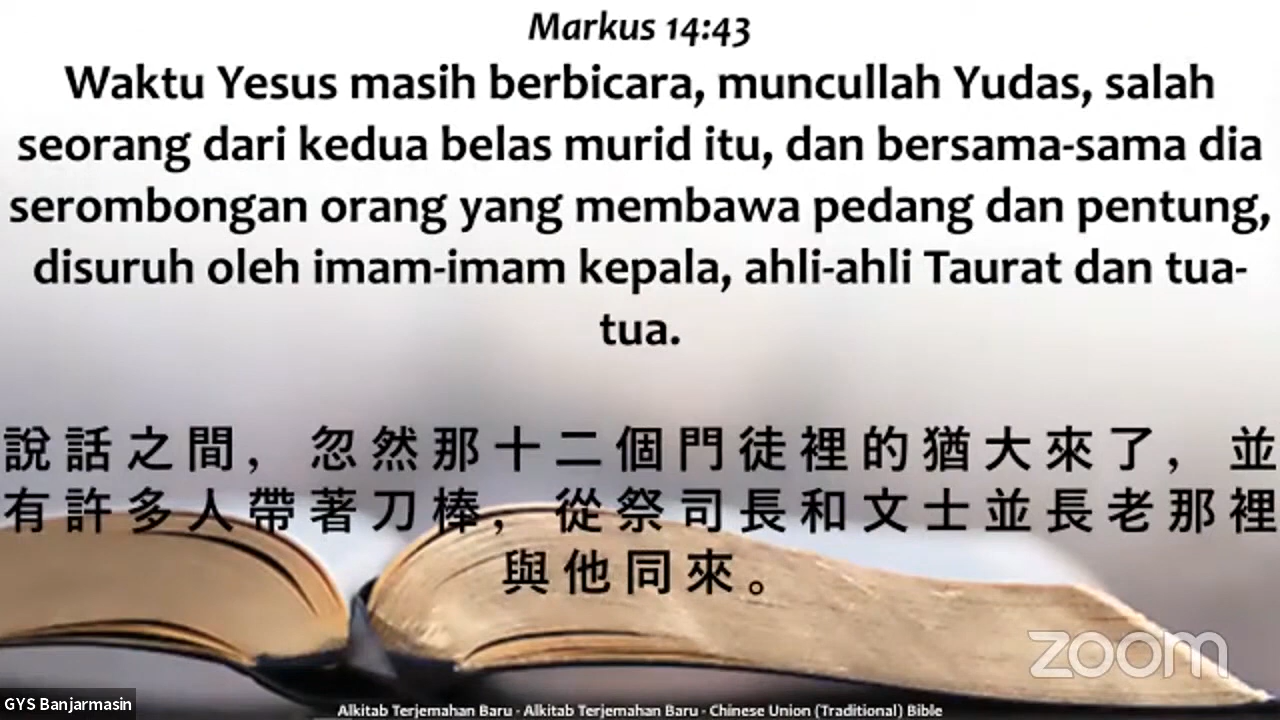 Markus 14:43
Waktu Yesus masih berbicara, muncullah Yudas, salah
seorang dari kedua belas murid itu, dan bersama-sama dia
serombongan orang yang membawa pedang dan pentung,
disuruh oleh imam-imam kepala, ahli-ahli Taurat dan tua-
tua.
說話之間，忽然那十二個門徒裡的猶大來了，並
有許多人帶著刀棒，從祭司長和文士並長老那裡
與他同來。
zoom
GYS Banjarmasin
Alkitab Terjemahan Baru - Alkitab Terjemahan Baru - Chinese Union (Traditional) Bible